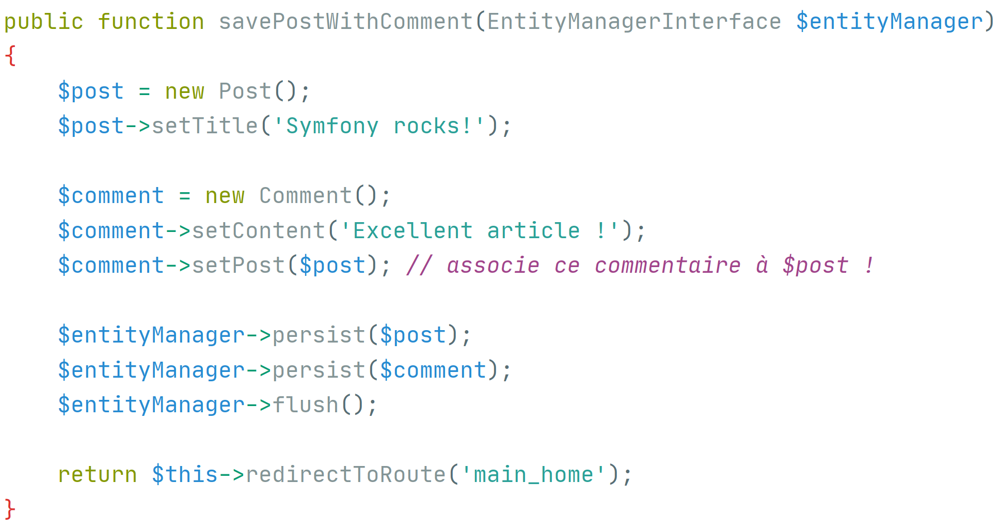 public function savePostWithComment(EntityManagerInterface $entityManager)
{
    $post = new Post();
    $post->setTitle('Symfony rocks!');

    $comment = new Comment();
    $comment->setContent('Excellent article !');
    $comment->setPost($post); // associe ce commentaire à $post !

    $entityManager->persist($post);
    $entityManager->persist($comment);
    $entityManager->flush();

    return $this->redirectToRoute('main_home');
}